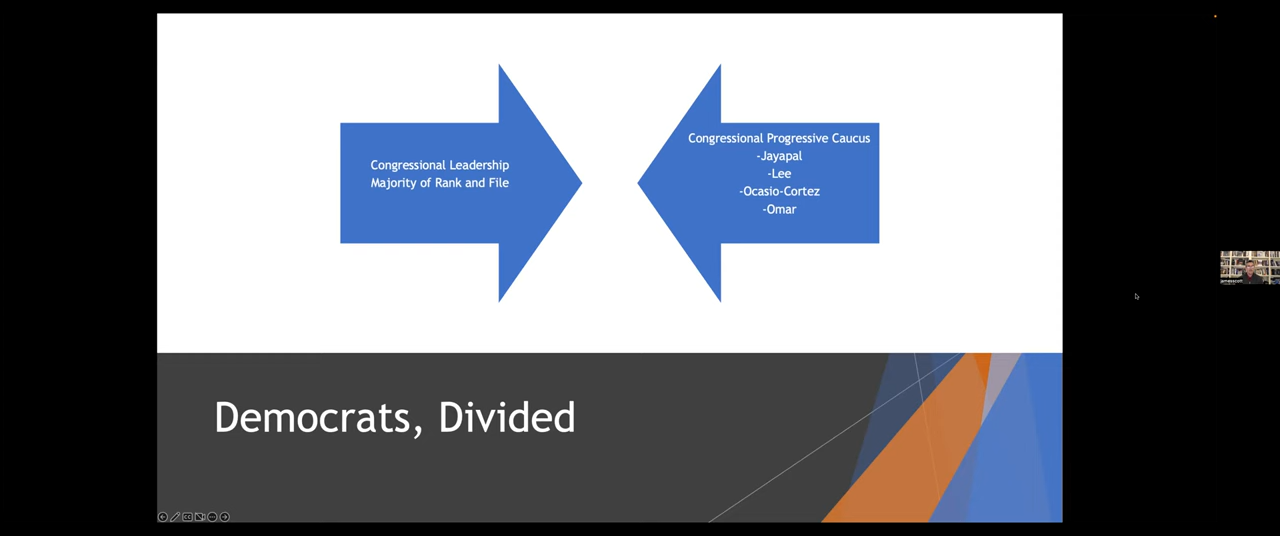 Congressional Leadership
Majority of Rank and File
Congressional Progressive Caucus
-Jayapal
-Lee
-Ocasio-Cortez
-Omar
Democrats, Divided